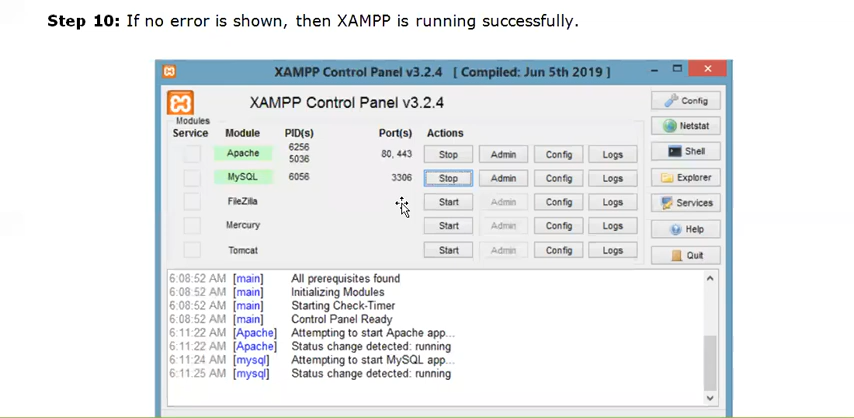 Step 10: If no error is shown, then XAMPP is running successfully.
XAMPP Control Panel v3.2.4 [ Compiled: Jun 5th 2019 ]
XAMPP Control Panel v3.2.4
Config
Modules
Service Module PID(s) Port(s) Actions
Netstat
Apache 6256 5036 80, 443 Stop Admin Config Logs
Shell
MySQL 6056 3306 Stop Admin Config Logs
Explorer
FileZilla Start Admin Config Logs
Services
Mercury Start Admin Config Logs
Help
Tomcat Start Admin Config Logs
Quit
6:08:52 AM [main] All prerequisites found
6:08:52 AM [main] Initializing Modules
6:08:52 AM [main] Starting Check-Timer
6:08:52 AM [main] Control Panel Ready
6:11:22 AM [Apache] Attempting to start Apache app...
6:11:22 AM [Apache] Status change detected: running
6:11:24 AM [mysql] Attempting to start MySQL app...
6:11:25 AM [mysql] Status change detected: running